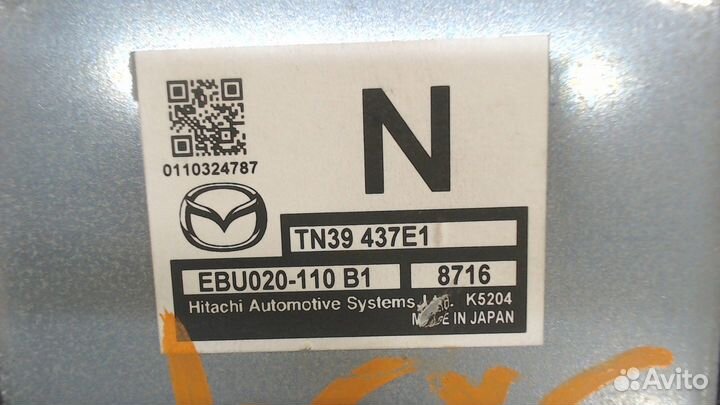 N
0110324787
TN39 437E1
EBU020-110 B1 8716
Hitachi Automotive Systems, K5204
IN JAPAN
Avito